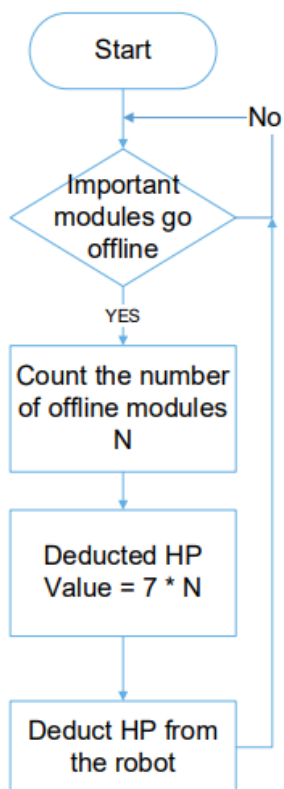 Start
No
Important
modules go
offline
YES
Count the number
of offline modules
N
Deducted HP
Value = 7 * N
Deduct HP from
the robot